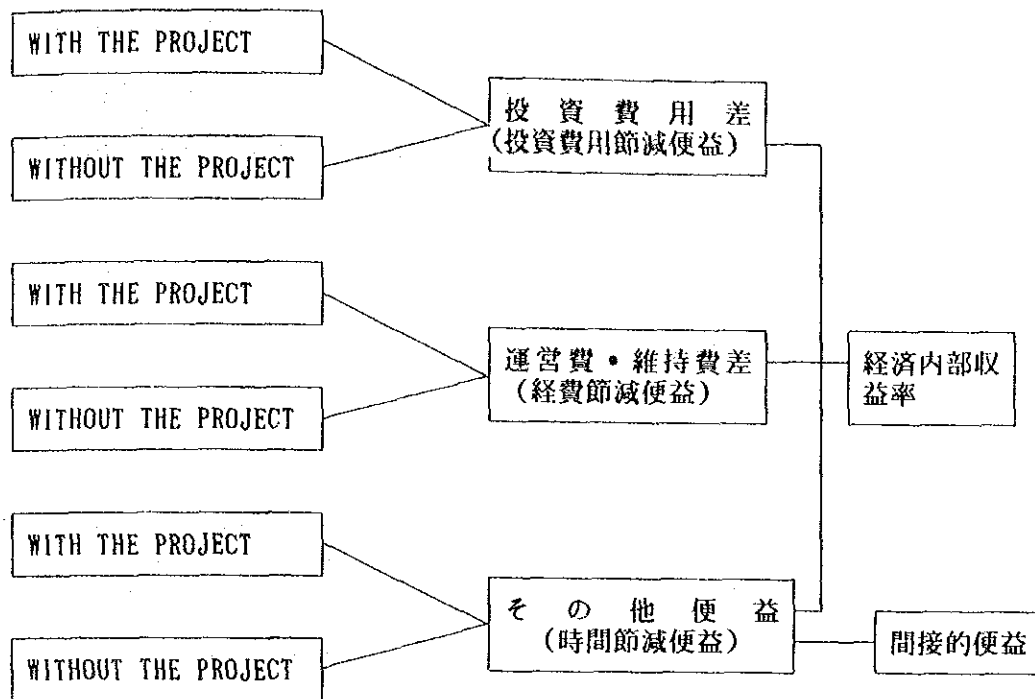 WITH THE PROJECT
WITHOUT THE PROJECT
投資費用差
(投資費用節減便益)
WITH THE PROJECT
WITHOUT THE PROJECT
運営費・維持費差
(経費節減便益)
経済内部収
益率
WITH THE PROJECT
WITHOUT THE PROJECT
その他便益
(時間節減便益)
間接的便益